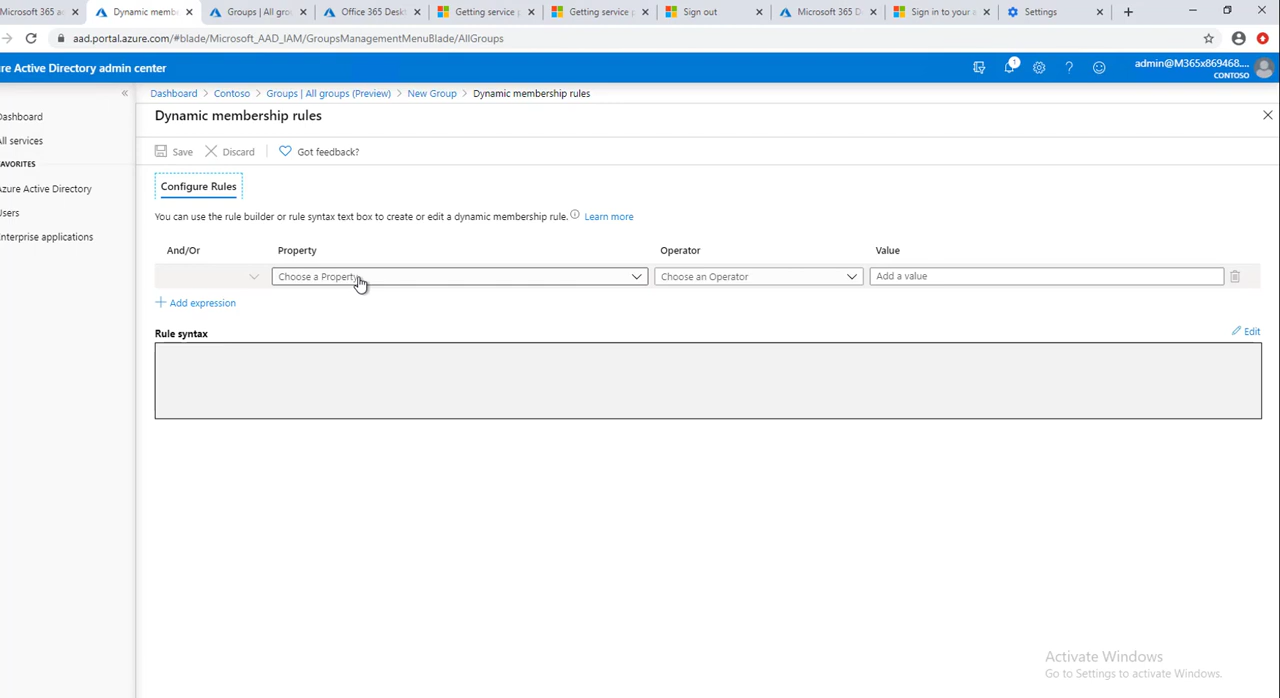 Microsoft 365 a
Dynamic membe
Groups | All gro
Office 365 Deskt
Getting service p
Getting service p
Sign out
Microsoft 365 D
Sign in to your a
Settings
aad.portal.azure.com/#blade/Microsoft_AAD_IAM/GroupsManagementMenuBlade/AllGroups
re Active Directory admin center
1
admin@M365x869468....
CONTOSO
Dashboard > Contoso > Groups | All groups (Preview) > New Group > Dynamic membership rules
Dynamic membership rules
Save Discard Got feedback?
ashboard
ll services
AVORITES
zure Active Directory
sers
nterprise applications
Configure Rules
You can use the rule builder or rule syntax text box to create or edit a dynamic membership rule. Learn more
And/Or Property Operator Value
Choose a Property Choose an Operator Add a value
+ Add expression
Rule syntax
Edit
Activate Windows
Go to Settings to activate Windows.